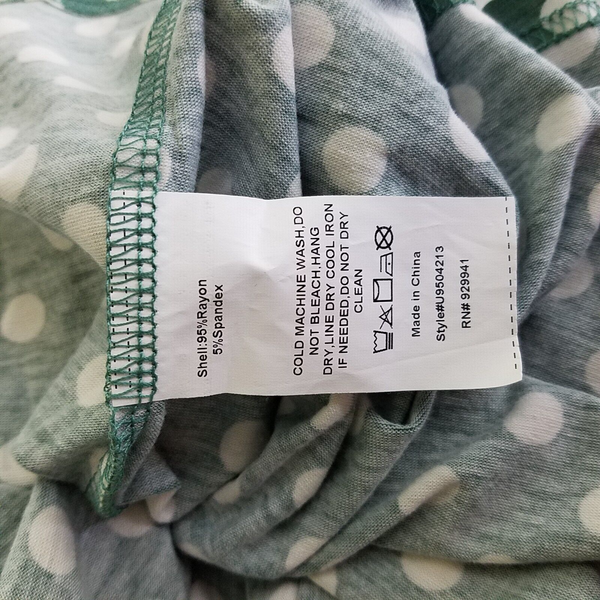 Shell:95%Rayon
5%Spandex
COLD MACHINE WASH,DO
NOT BLEACH,HANG
DRY,LINE DRY COOL IRON
IF NEEDED,DO NOT DRY
CLEAN
Made in China
Style#U9504213
RN# 929941